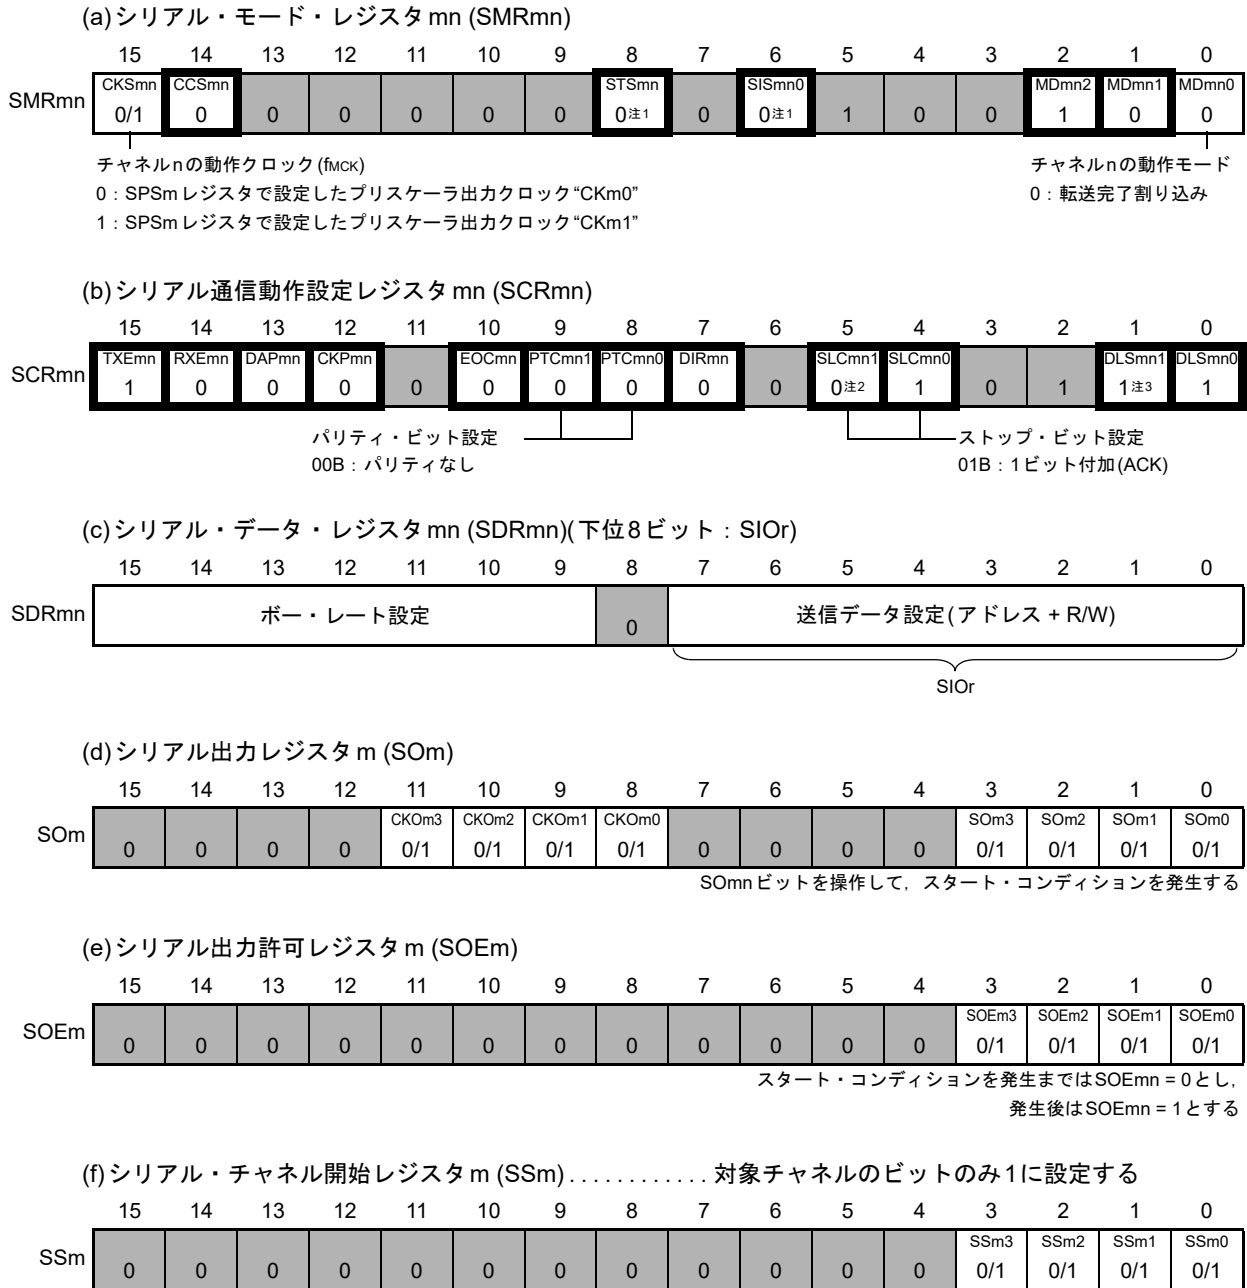 (a)シリアル・モード・レジスタmn (SMRmn)
15 14 13 12 11 10 9 8 7 6 5 4 3 2 1 0
CKSmn CCSmn STSmn SISmn0 MDmn2 MDmn1 MDmn0
SMRmn 0/1 0 0 0 0 0 0 0注1 0 0注1 1 0 0 1 0 0
チャネルnの動作クロック(fMCK) チャネルnの動作モード
0：SPSmレジスタで設定したプリスケーラ出力クロック“CKm0” 0：転送完了割り込み
1：SPSmレジスタで設定したプリスケーラ出力クロック“CKm1”
(b)シリアル通信動作設定レジスタmn (SCRmn)
15 14 13 12 11 10 9 8 7 6 5 4 3 2 1 0
TXEmn RXEmn DAPmn CKPmn EOCmn PTCmn1 PTCmn0 DIRmn SLCmn1 SLCmn0 DLSmn1 DLSmn0
SCRmn 1 0 0 0 0 0 0 0 0 0 0注2 1 0 1 1注3 1
パリティ・ビット設定 ストップ・ビット設定
00B：パリティなし 01B：1ビット付加(ACK)
(c)シリアル・データ・レジスタmn (SDRmn)(下位8ビット：SIOr)
15 14 13 12 11 10 9 8 7 6 5 4 3 2 1 0
SDRmn ボー・レート設定 0 送信データ設定(アドレス + R/W)
SIOr
(d)シリアル出力レジスタm (SOm)
15 14 13 12 11 10 9 8 7 6 5 4 3 2 1 0
CKOm3 CKOm2 CKOm1 CKOm0 SOm3 SOm2 SOm1 SOm0
SOm 0 0 0 0 0/1 0/1 0/1 0/1 0 0 0 0 0/1 0/1 0/1 0/1
SOmnビットを操作して，スタート・コンディションを発生する
(e)シリアル出力許可レジスタm (SOEm)
15 14 13 12 11 10 9 8 7 6 5 4 3 2 1 0
SOEm3 SOEm2 SOEm1 SOEm0
SOEm 0 0 0 0 0 0 0 0 0 0 0 0 0/1 0/1 0/1 0/1
スタート・コンディションを発生まではSOEmn = 0とし，
発生後はSOEmn = 1とする
(f)シリアル・チャネル開始レジスタm (SSm)............対象チャネルのビットのみ1に設定する
15 14 13 12 11 10 9 8 7 6 5 4 3 2 1 0
SSm3 SSm2 SSm1 SSm0
SSm 0 0 0 0 0 0 0 0 0 0 0 0 0/1 0/1 0/1 0/1